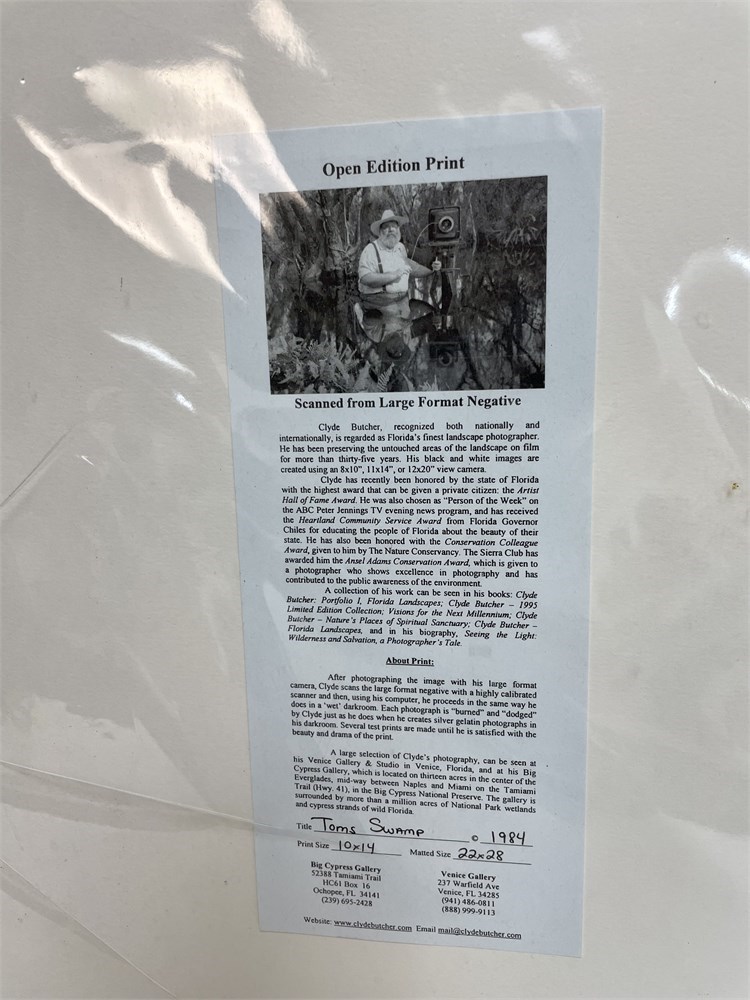 Open Edition Print
Scanned from Large Format Negative
Clyde Butcher, recognized both nationally and
internationally, is regarded as Florida's finest landscape photographer.
He has been preserving the untouched areas of the landscape on film
for more than thirty-five years. His black and white images are
created using an 8x10", 11x14", or 12x20" view camera.
Clyde has recently been honored by the state of Florida
with the highest award that can be given a private citizen: the Artist
Hall of Fame Award. He was also chosen as "Person of the Week" on
the ABC Peter Jennings TV evening news program, and has received
the Heartland Community Service Award from Florida Governor
Chiles for educating the people of Florida about the beauty of their
state. He has also been honored with the Conservation Colleague
Award, given to him by The Nature Conservancy. The Sierra Club has
awarded him the Ansel Adams Conservation Award, which is given to
a photographer who shows excellence in photography and has
contributed to the public awareness of the environment.
A collection of his work can be seen in his books: Clyde
Butcher: Portfolio I, Florida Landscapes; Clyde Butcher – 1995
Limited Edition Collection; Visions for the Next Millennium; Clyde
Butcher – Nature's Places of Spiritual Sanctuary; Clyde Butcher –
Florida Landscapes, and in his biography, Seeing the Light:
Wilderness and Salvation, a Photographer's Tale.
About Print:
After photographing the image with his large format
camera, Clyde scans the large format negative with a highly calibrated
scanner and then, using his computer, he proceeds in the same way he
does in a 'wet' darkroom. Each photograph is "burned" and "dodged"
by Clyde just as he does when he creates silver gelatin photographs in
his darkroom. Several test prints are made until he is satisfied with the
beauty and drama of the print.
A large selection of Clyde's photography, can be seen at
his Venice Gallery & Studio in Venice, Florida, and at his Big
Cypress Gallery, which is located on thirteen acres in the center of the
Everglades, mid-way between Naples and Miami on the Tamiami
Trail (Hwy. 41), in the Big Cypress National Preserve. The gallery is
surrounded by more than a million acres of National Park wetlands
and cypress strands of wild Florida.
Title Toms Swamp © 1984
Print Size 10x14 Matted Size 22x28
Big Cypress Gallery
52388 Tamiami Trail
HC61 Box 16
Ochopee, FL 34141
(239) 695-2428
Venice Gallery
237 Warfield Ave
Venice, FL 34285
(941) 486-0811
(888) 999-9113
Website: www.clydebutcher.com Email mail@clydebutcher.com